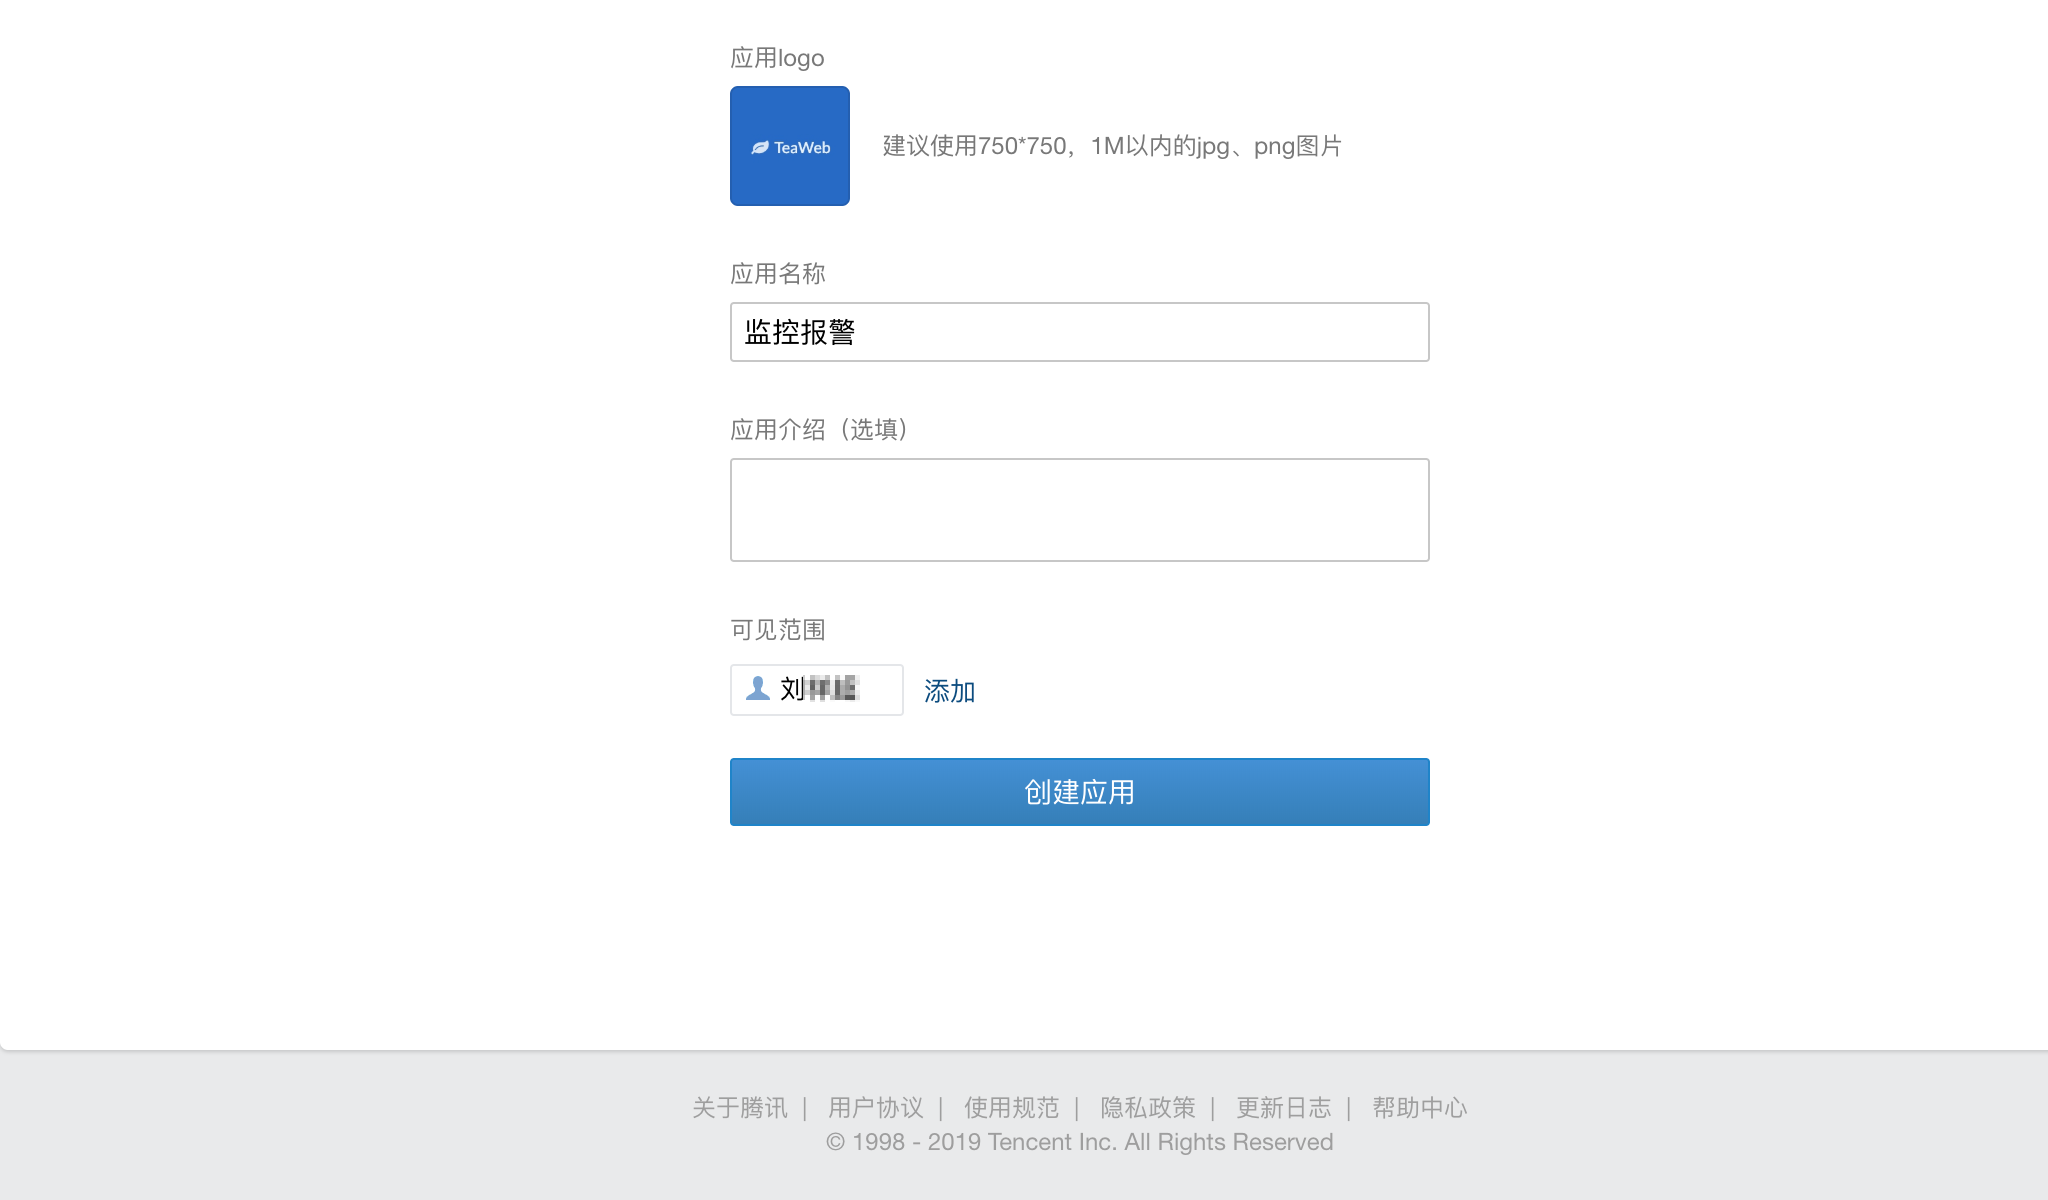 应用logo
TeaWeb
建议使用750*750，1M以内的jpg、png图片
应用名称
监控报警
应用介绍（选填）
可见范围
刘 添加
创建应用
关于腾讯 | 用户协议 | 使用规范 | 隐私政策 | 更新日志 | 帮助中心
© 1998 - 2019 Tencent Inc. All Rights Reserved